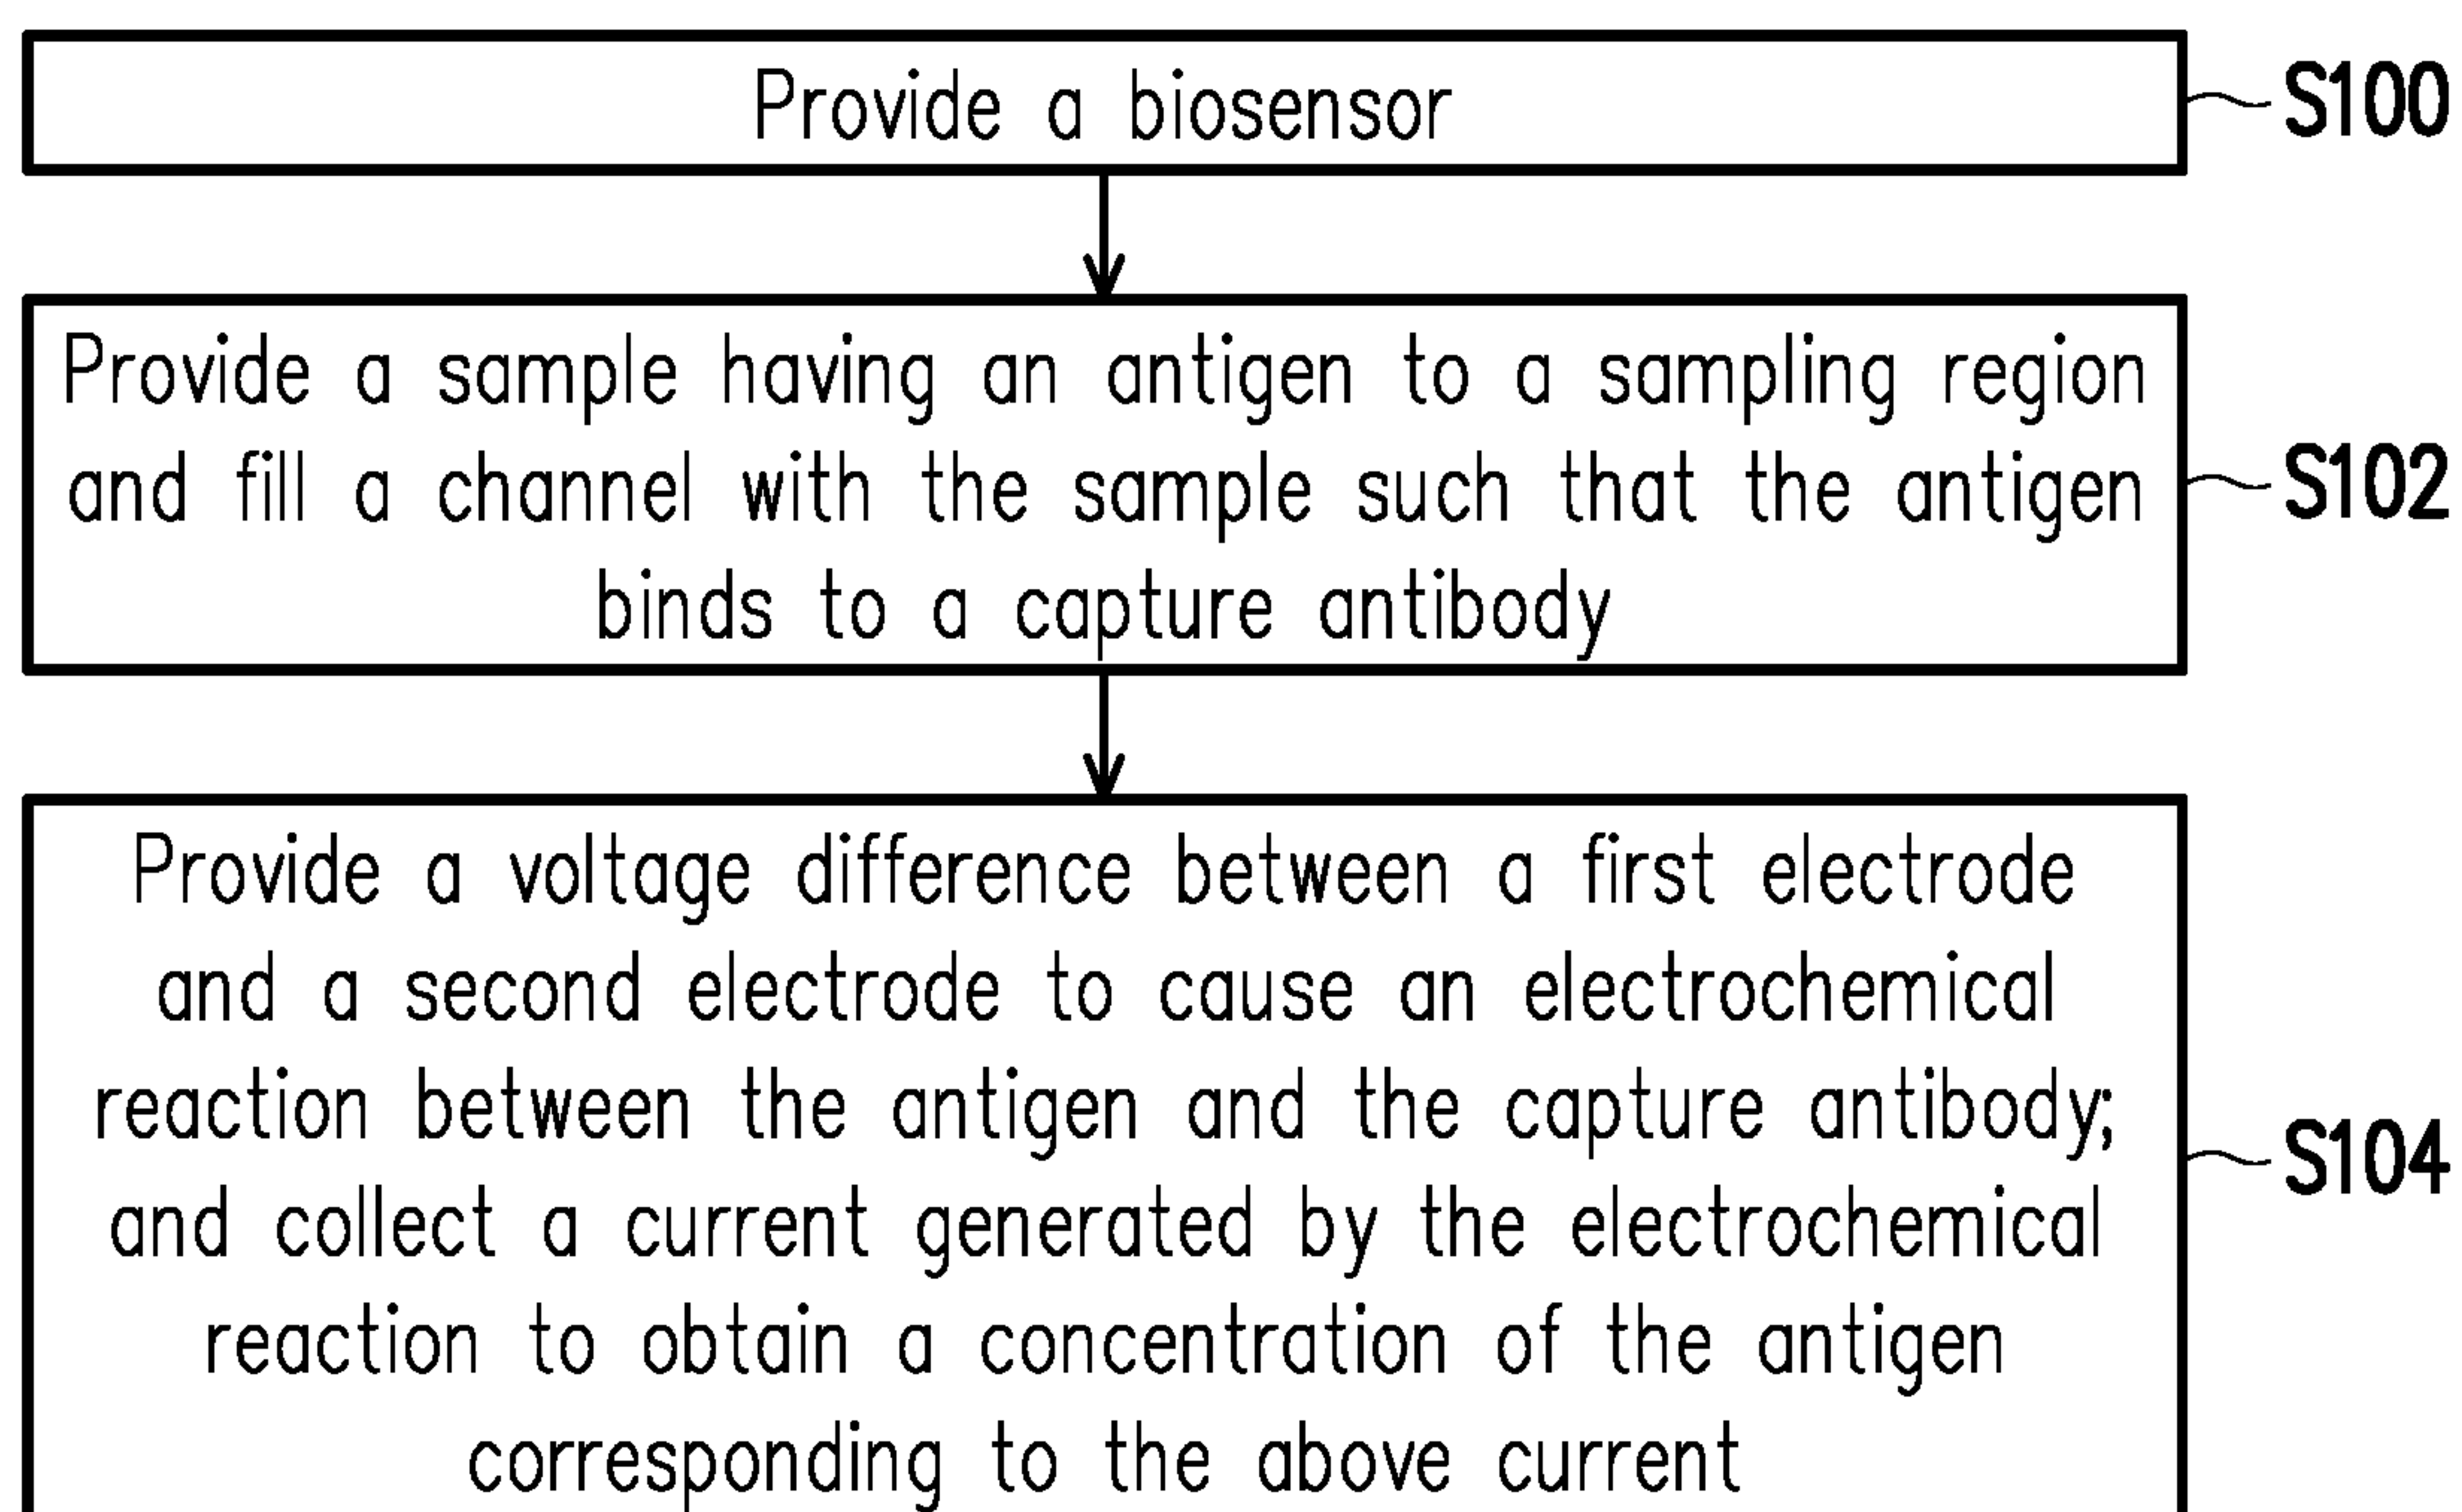 Provide a biosensor
S100
Provide a sample having an antigen to a sampling region
and fill a channel with the sample such that the antigen
binds to a capture antibody
S102
Provide a voltage difference between a first electrode
and a second electrode to cause an electrochemical
reaction between the antigen and the capture antibody;
and collect a current generated by the electrochemical
reaction to obtain a concentration of the antigen
corresponding to the above current
S104